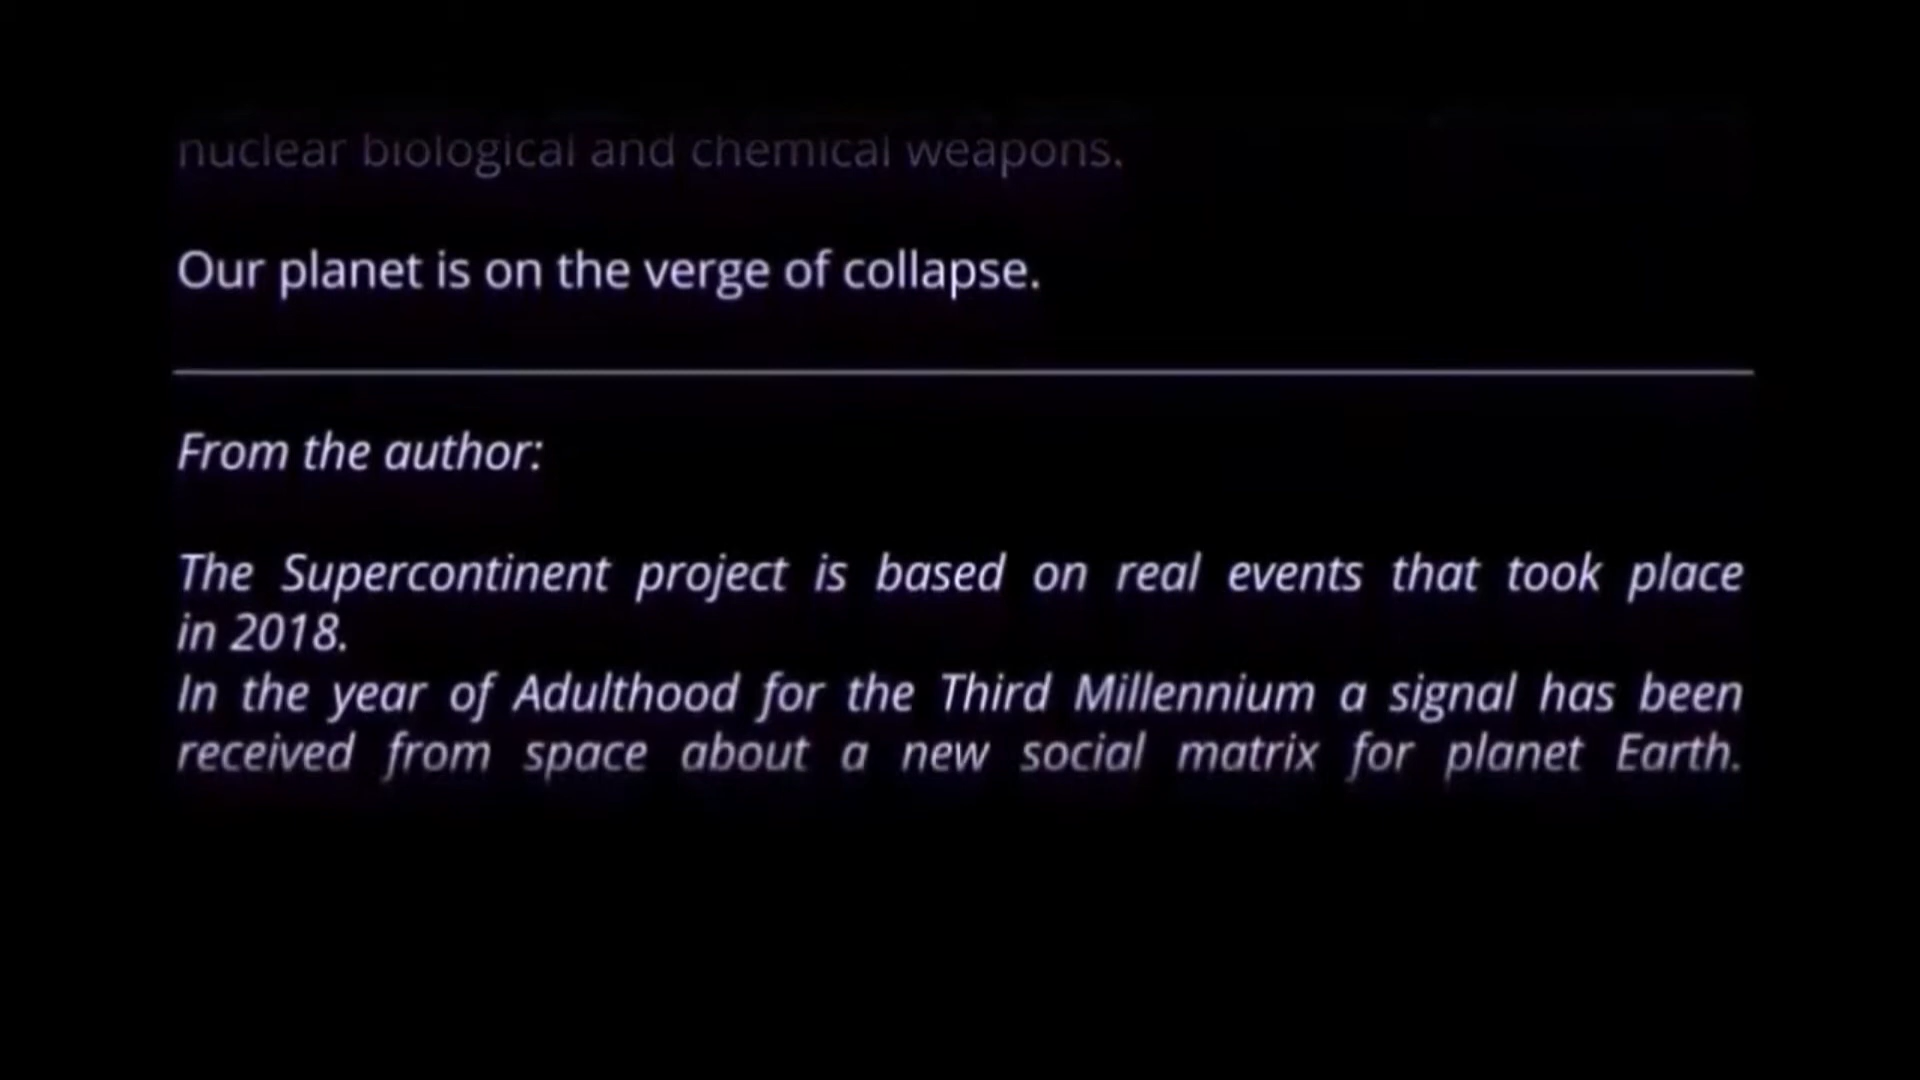 nuclear biological and chemical weapons.
Our planet is on the verge of collapse.
From the author:
The Supercontinent project is based on real events that took place
in 2018.
In the year of Adulthood for the Third Millennium a signal has been
received from space about a new social matrix for planet Earth.